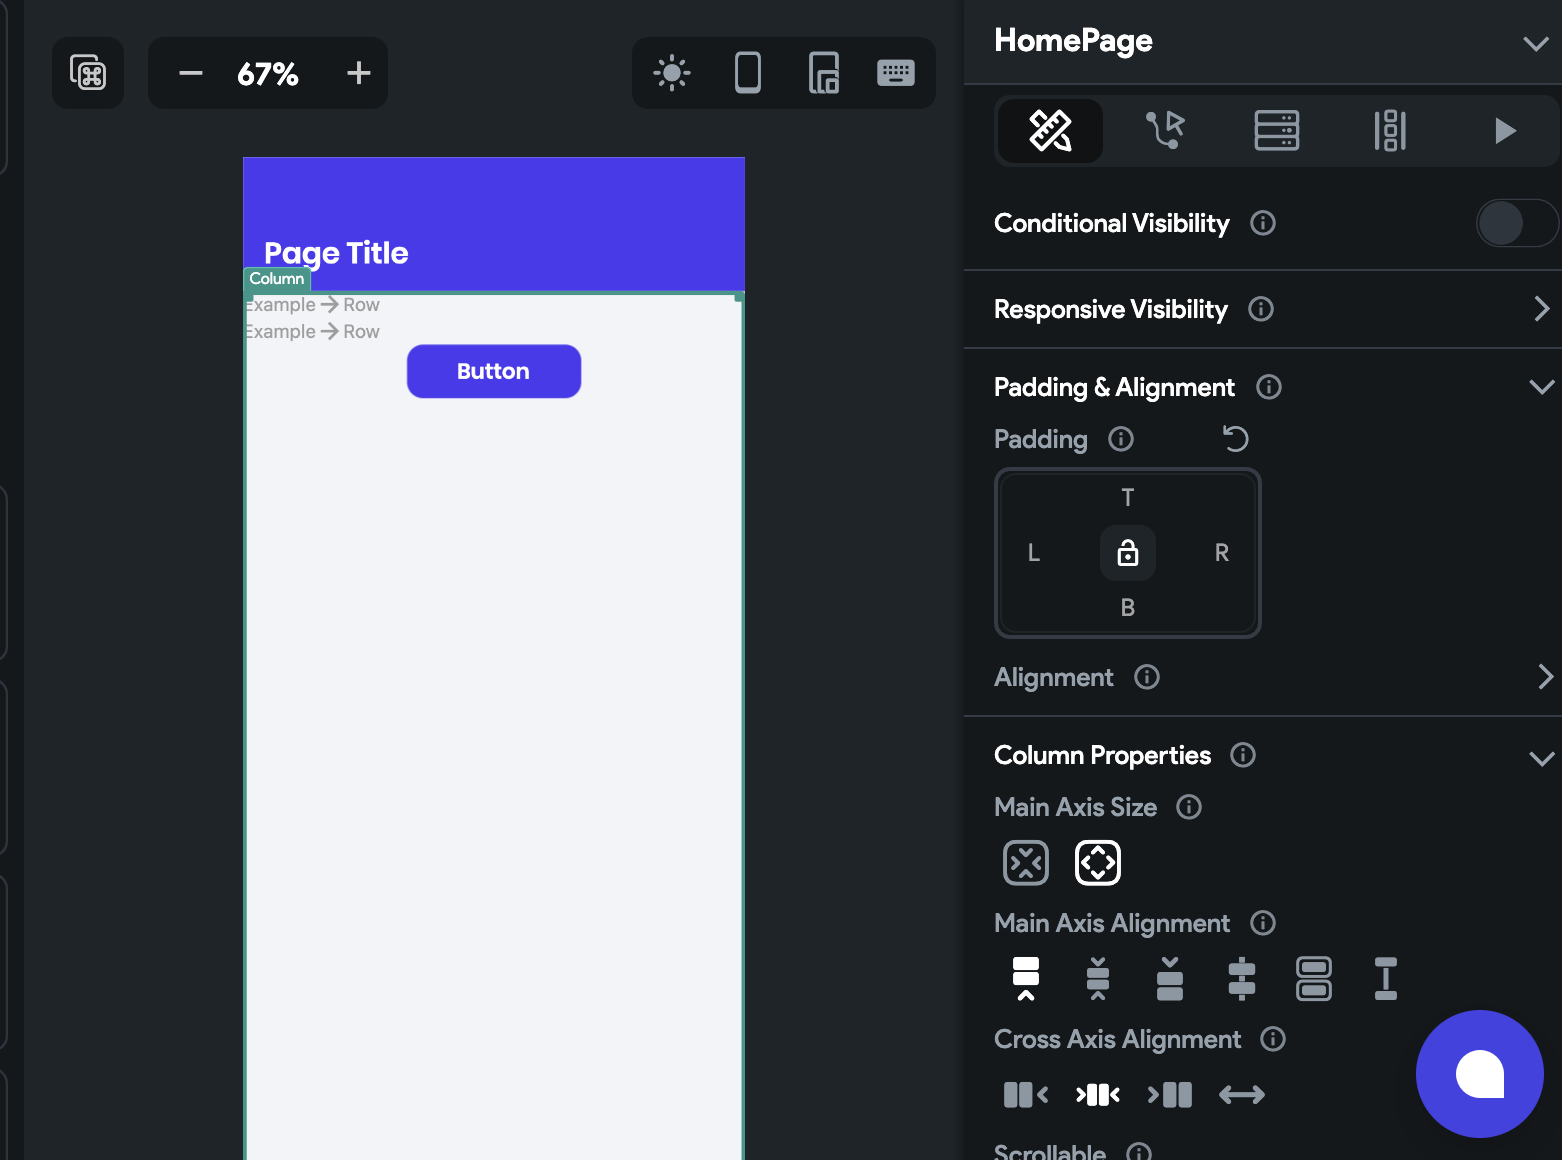 67%
HomePage
Page Title
Column
Example → Row
Example → Row
Button
Conditional Visibility
Responsive Visibility
Padding & Alignment
Padding
T
L
R
B
Alignment
Column Properties
Main Axis Size
Main Axis Alignment
Cross Axis Alignment
Scrollable